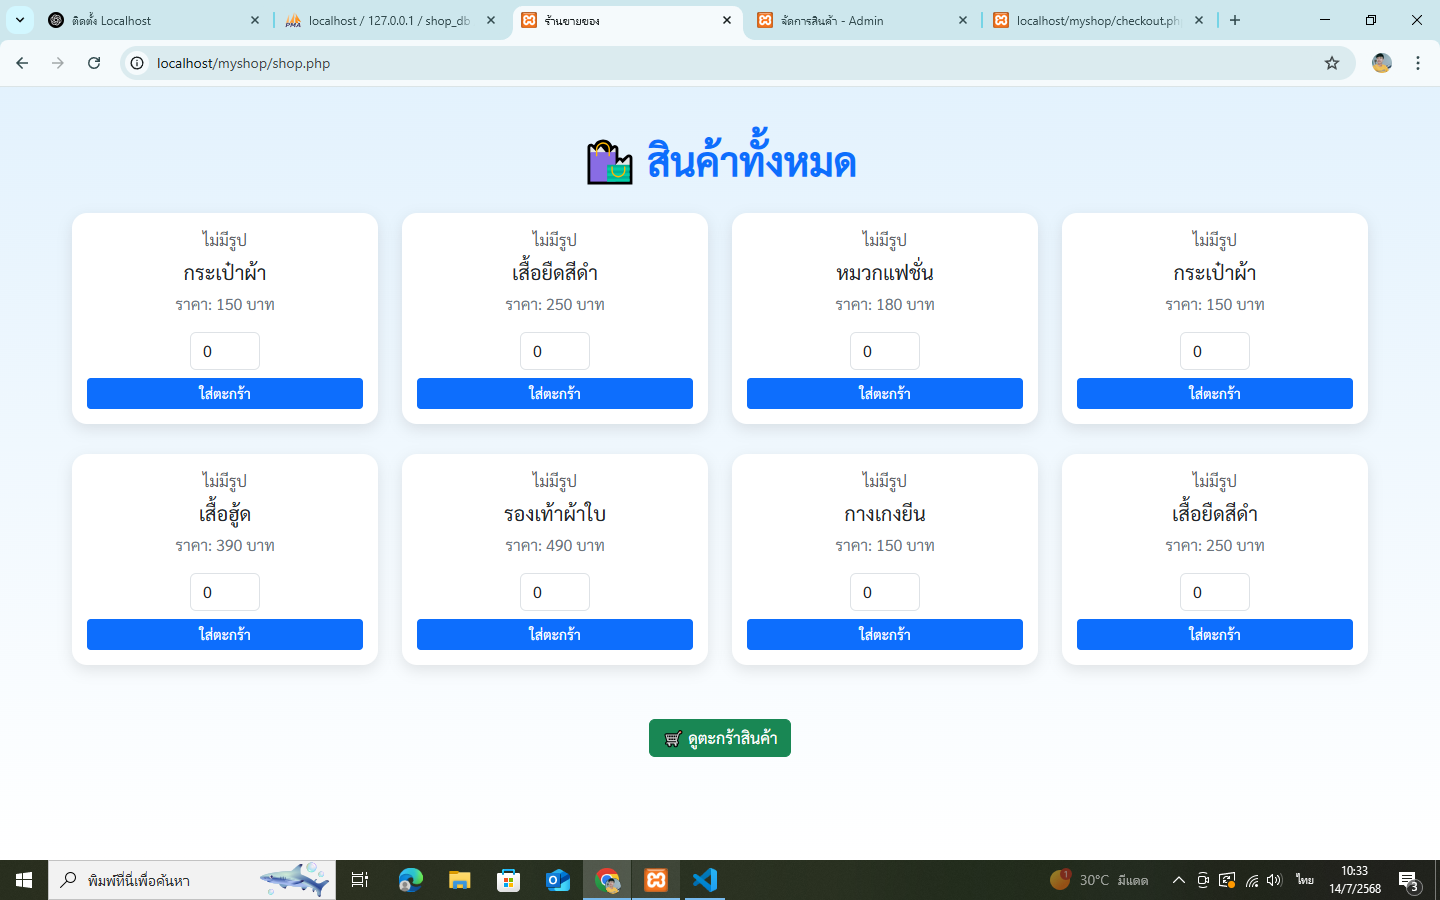 ติดตั้ง Localhost
localhost / 127.0.0.1 / shop_db
ร้านขายของ
จัดการสินค้า - Admin
localhost/myshop/checkout.ph
localhost/myshop/shop.php
สินค้าทั้งหมด
ไม่มีรูป ไม่มีรูป ไม่มีรูป ไม่มีรูป
กระเป๋าผ้า เสื้อยืดสีดำ หมวกแฟชั่น กระเป๋าผ้า
ราคา: 150 บาท ราคา: 250 บาท ราคา: 180 บาท ราคา: 150 บาท
0 0 0 0
ใส่ตะกร้า ใส่ตะกร้า ใส่ตะกร้า ใส่ตะกร้า
ไม่มีรูป ไม่มีรูป ไม่มีรูป ไม่มีรูป
เสื้อฮู้ด รองเท้าผ้าใบ กางเกงยีน เสื้อยืดสีดำ
ราคา: 390 บาท ราคา: 490 บาท ราคา: 150 บาท ราคา: 250 บาท
0 0 0 0
ใส่ตะกร้า ใส่ตะกร้า ใส่ตะกร้า ใส่ตะกร้า
ดูตะกร้าสินค้า
พิมพ์ที่นี่เพื่อค้นหา
1
30°C มีแดด
ไทย
10:33
14/7/2568
3